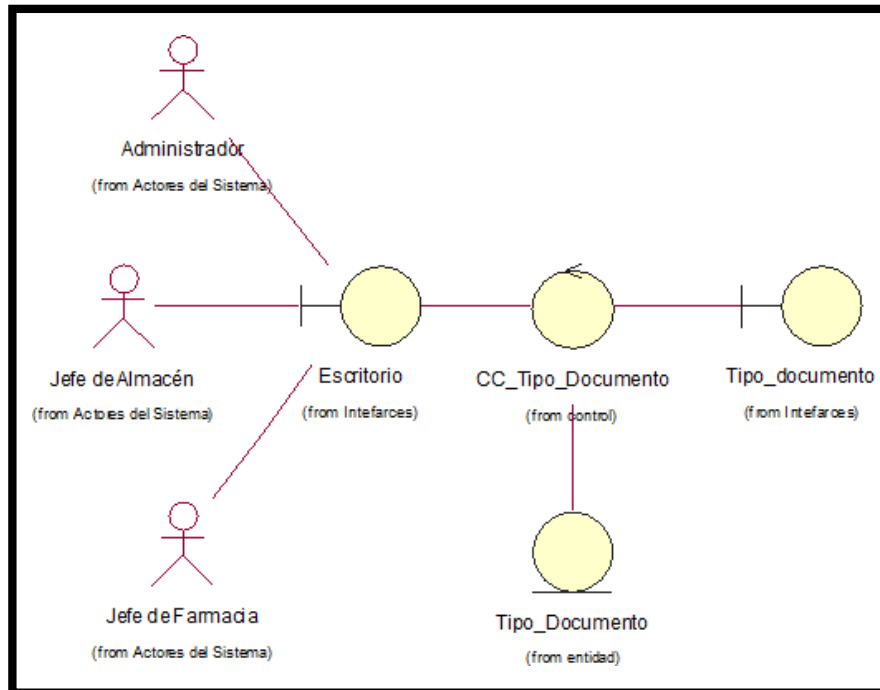 Administrador
(from Actores del Sistema)
Jefe de Almacén
(from Actores del Sistema)
Escritorio
(from Intefarces)
CC_Tipo_Documento
(from control)
Tipo_documento
(from Intefarces)
Jefe de Farmacia
(from Actores del Sistema)
Tipo_Documento
(from entidad)